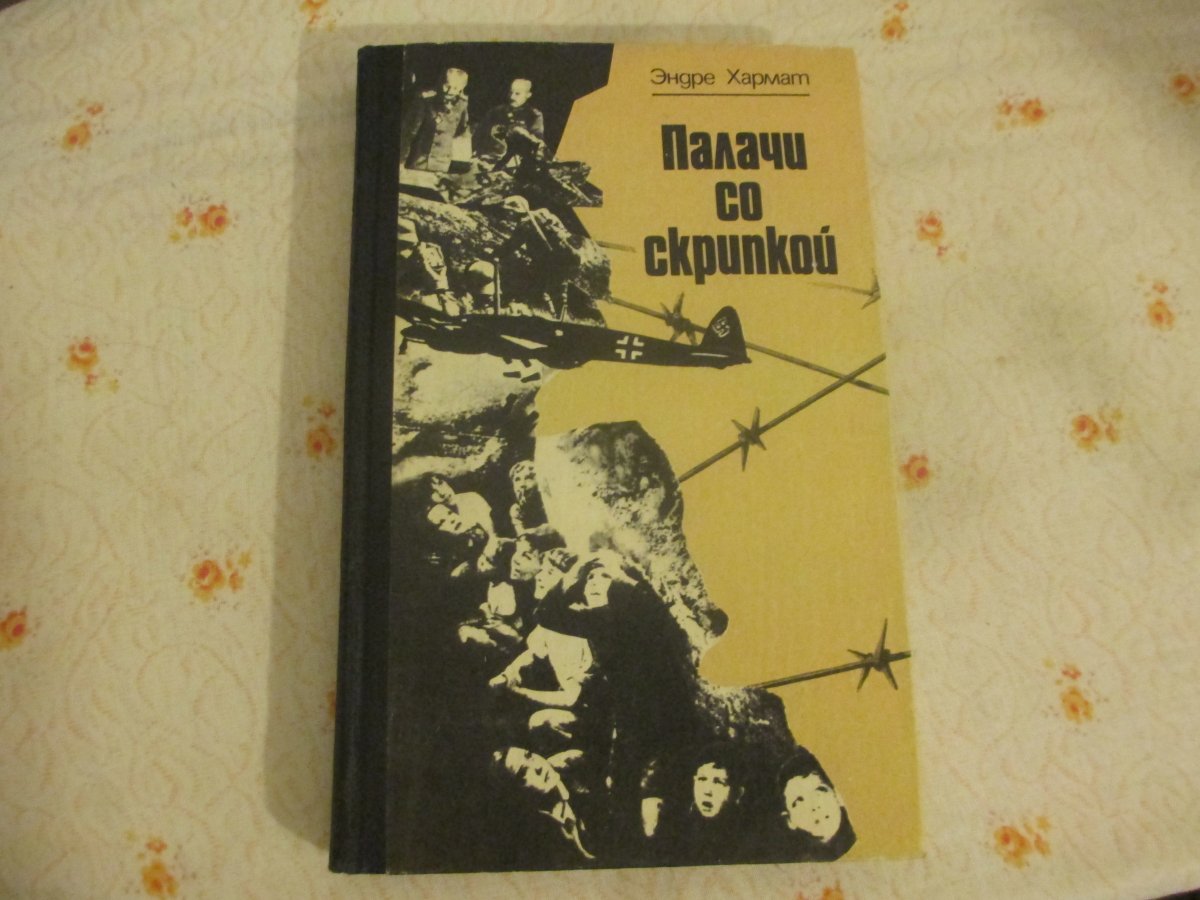 Эндре Хармат
Палачи
со
скрипкой